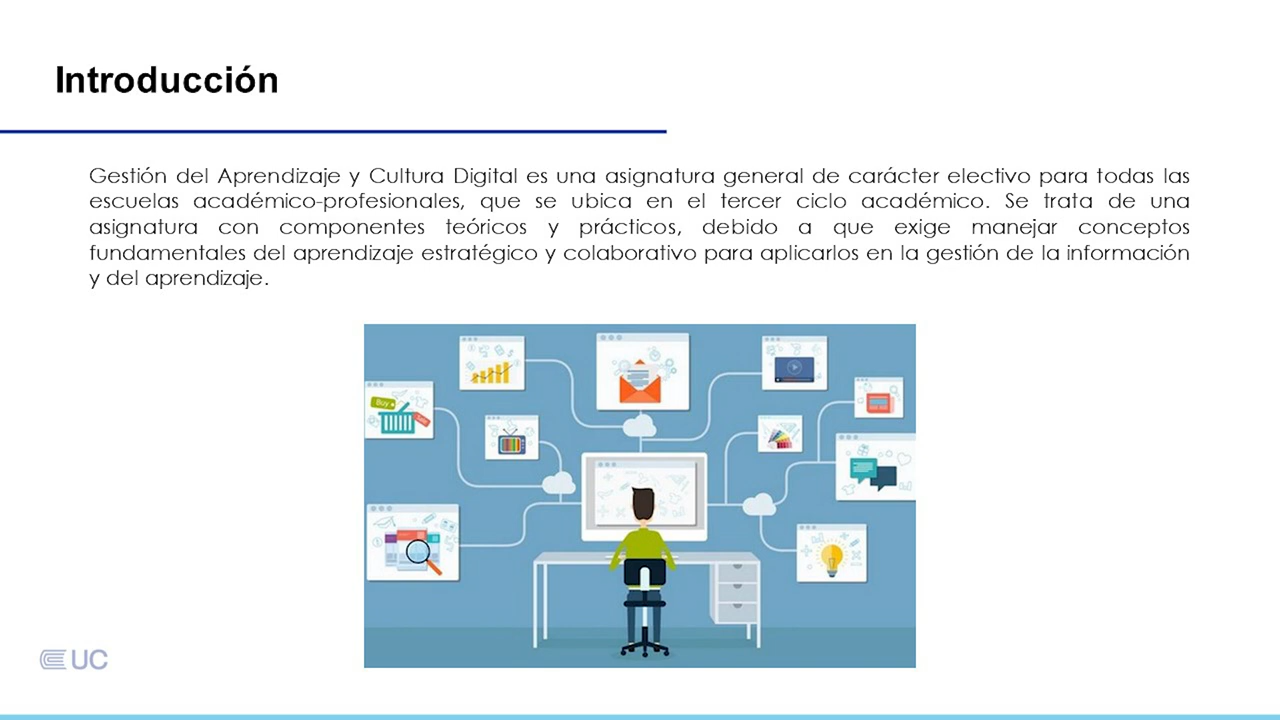 Introducción
Gestión del Aprendizaje y Cultura Digital es una asignatura general de carácter electivo para todas las
escuelas académico-profesionales, que se ubica en el tercer ciclo académico. Se trata de una
asignatura con componentes teóricos y prácticos, debido a que exige manejar conceptos
fundamentales del aprendizaje estratégico y colaborativo para aplicarlos en la gestión de la información
y del aprendizaje.
Buy
UC